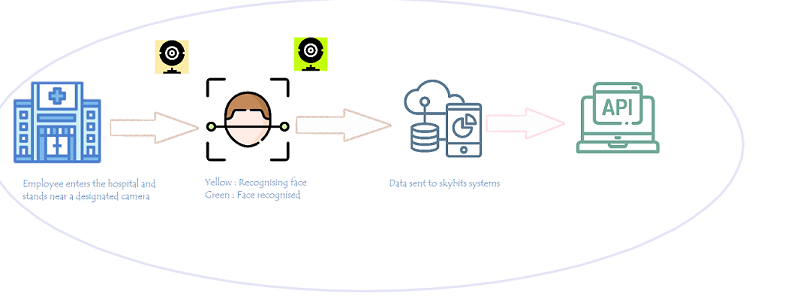 API
Employee enters the hospital and
stands near a designated camera
Yellow : Recognising face
Green : Face recognised
Data sent to skybits systems